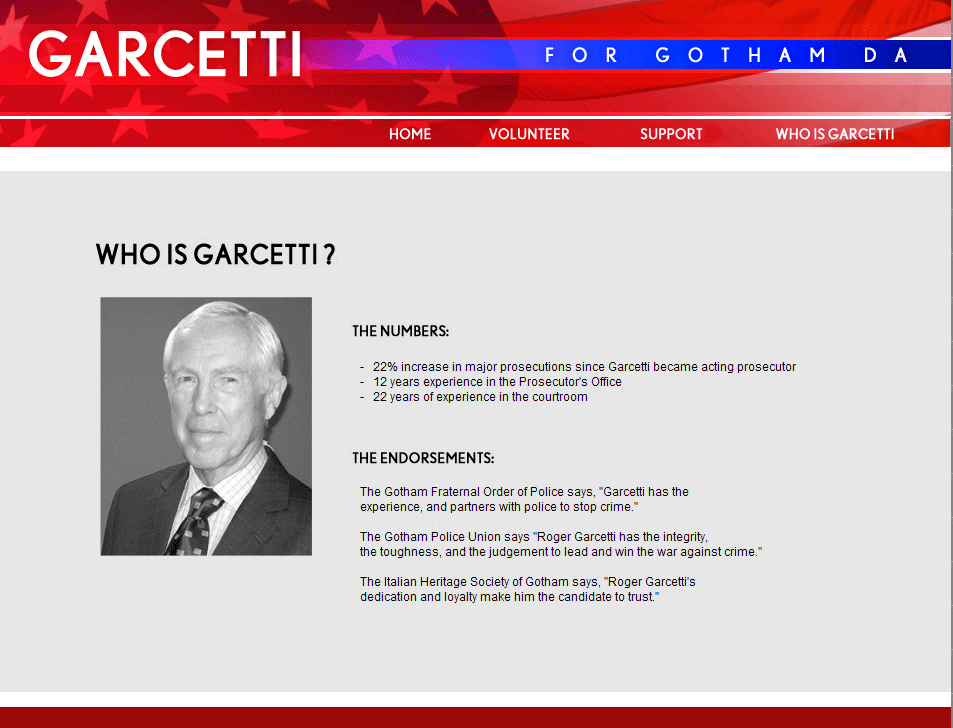 GARCETTI
FOR GOTHAM DA
HOME VOLUNTEER SUPPORT WHO IS GARCETTI
WHO IS GARCETTI ?
THE NUMBERS:
- 22% increase in major prosecutions since Garcetti became acting prosecutor
- 12 years experience in the Prosecutor's Office
- 22 years of experience in the courtroom
THE ENDORSEMENTS:
The Gotham Fraternal Order of Police says, "Garcetti has the
experience, and partners with police to stop crime."
The Gotham Police Union says "Roger Garcetti has the integrity,
the toughness, and the judgement to lead and win the war against crime."
The Italian Heritage Society of Gotham says, "Roger Garcetti's
dedication and loyalty make him the candidate to trust."